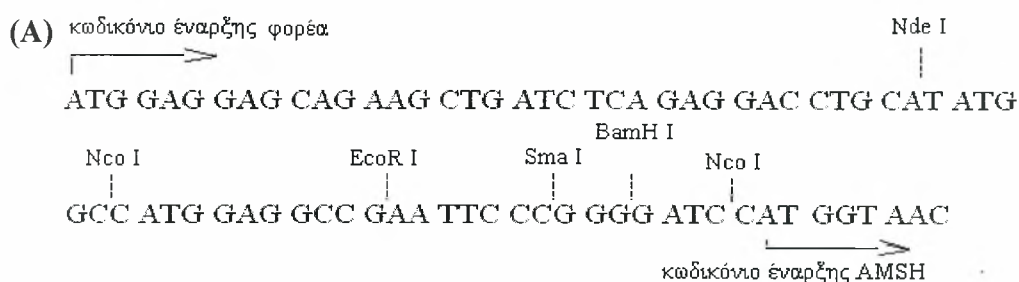 (A) κωδικόνιο έναρξης φορέα
Nde I
ATG GAG GAG CAG AAG CTG ATC TCA GAG GAC CTG CAT ATG
BamH I
Nco I EcoR I Sma I Nco I
GCC ATG GAG GCC GAA TTC CCG GGG ATC CAT GGT AAC
κωδικόνιο έναρξης AMSH